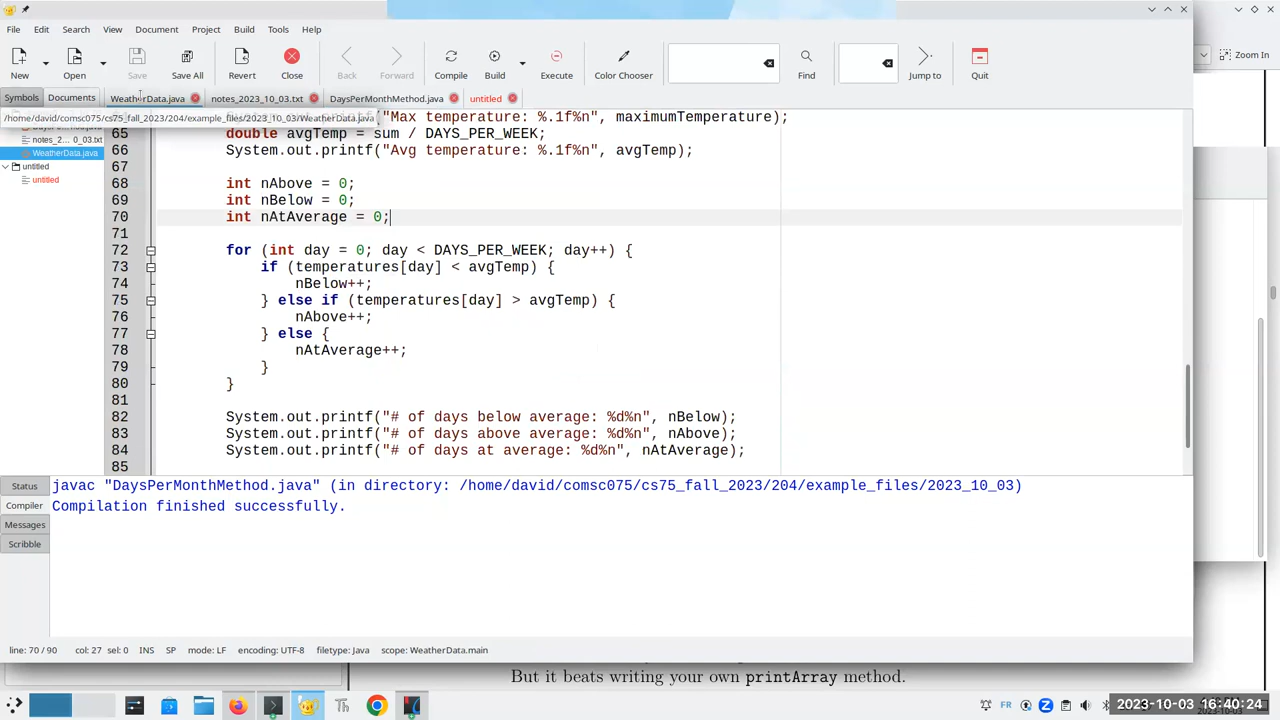 File Edit Search View Document Project Build Tools Help
New Open Save Save All Revert Close Back Forward Compile Build Execute Color Chooser Find Jump to Quit
Zoom In
Symbols Documents WeatherData.java notes_2023_10_03.txt DaysPerMonthMethod.java untitled
/home/david/comsc075/cs75_fall_2023/204/example_files/2023_10_03/WeatherData.java
notes_2...0_03.txt
WeatherData.java
untitled
untitled
("Max temperature: %.1f%n", maximumTemperature);
65 double avgTemp = sum / DAYS_PER_WEEK;
66 System.out.printf("Avg temperature: %.1f%n", avgTemp);
67
68 int nAbove = 0;
69 int nBelow = 0;
70 int nAtAverage = 0;
71
72 for (int day = 0; day < DAYS_PER_WEEK; day++) {
73 if (temperatures[day] < avgTemp) {
74 nBelow++;
75 } else if (temperatures[day] > avgTemp) {
76 nAbove++;
77 } else {
78 nAtAverage++;
79 }
80 }
81
82 System.out.printf("# of days below average: %d%n", nBelow);
83 System.out.printf("# of days above average: %d%n", nAbove);
84 System.out.printf("# of days at average: %d%n", nAtAverage);
85
Status
Compiler
Messages
Scribble
javac "DaysPerMonthMethod.java" (in directory: /home/david/comsc075/cs75_fall_2023/204/example_files/2023_10_03)
Compilation finished successfully.
line: 70 / 90 col: 27 sel: 0 INS SP mode: LF encoding: UTF-8 filetype: Java scope: WeatherData.main
But it beats writing your own printArray method.
FR
2023-10-03 16:40:24